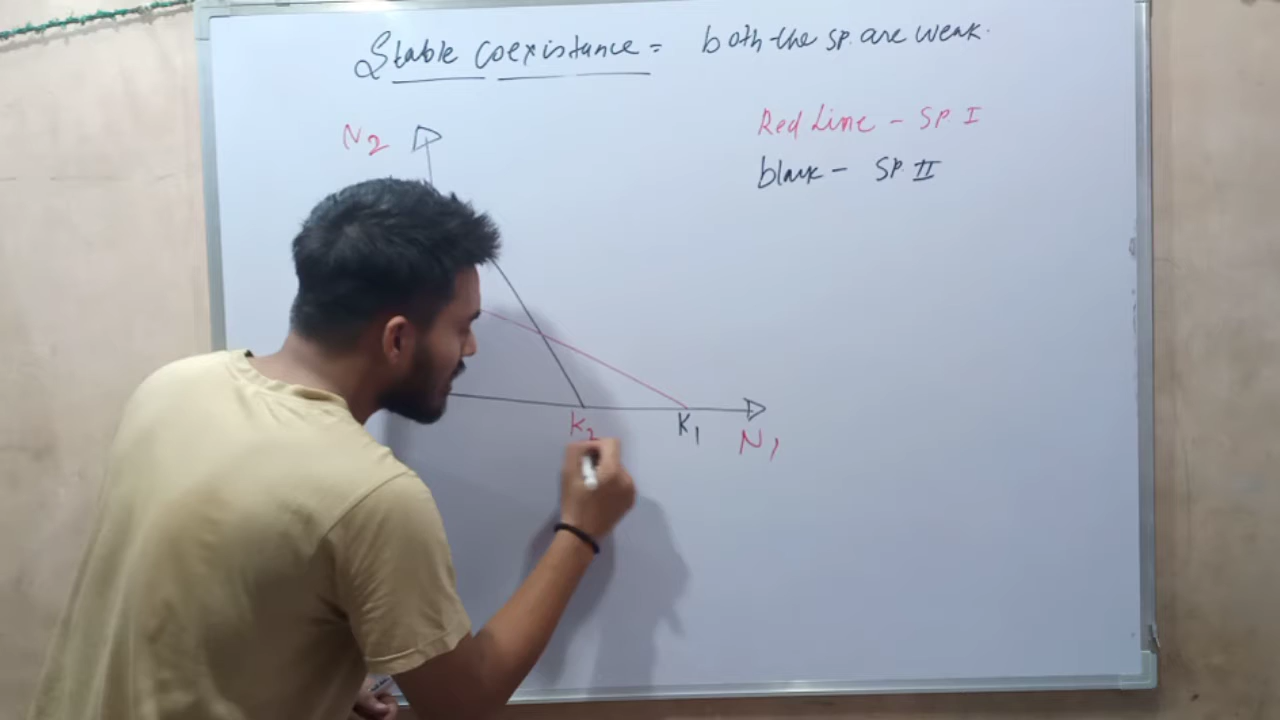 Stable Coexistance = both the sp. are weak.
Red Line - SP. I
black - SP. II
N2
K2
K1
N1